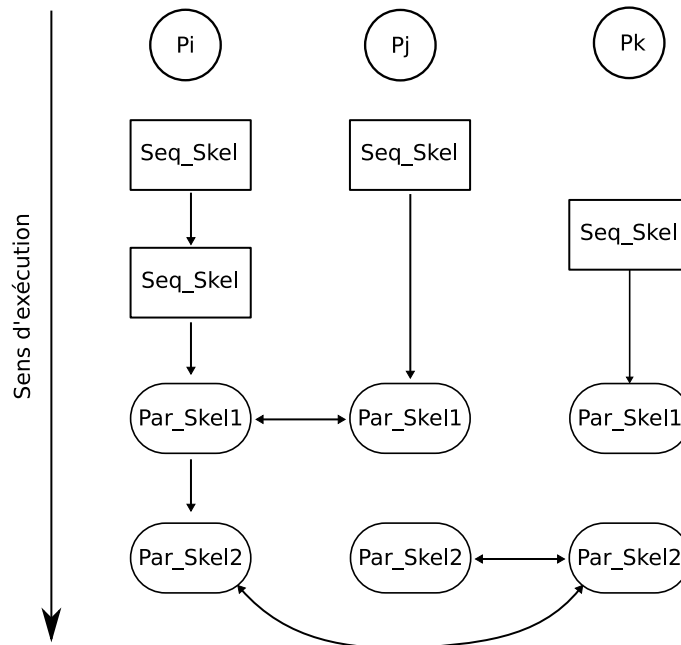 Pi
Pj
Pk
Seq_Skel
Seq_Skel
Seq_Skel
Seq_Skel
Sens d'exécution
Par_Skel1
Par_Skel1
Par_Skel1
Par_Skel2
Par_Skel2
Par_Skel2